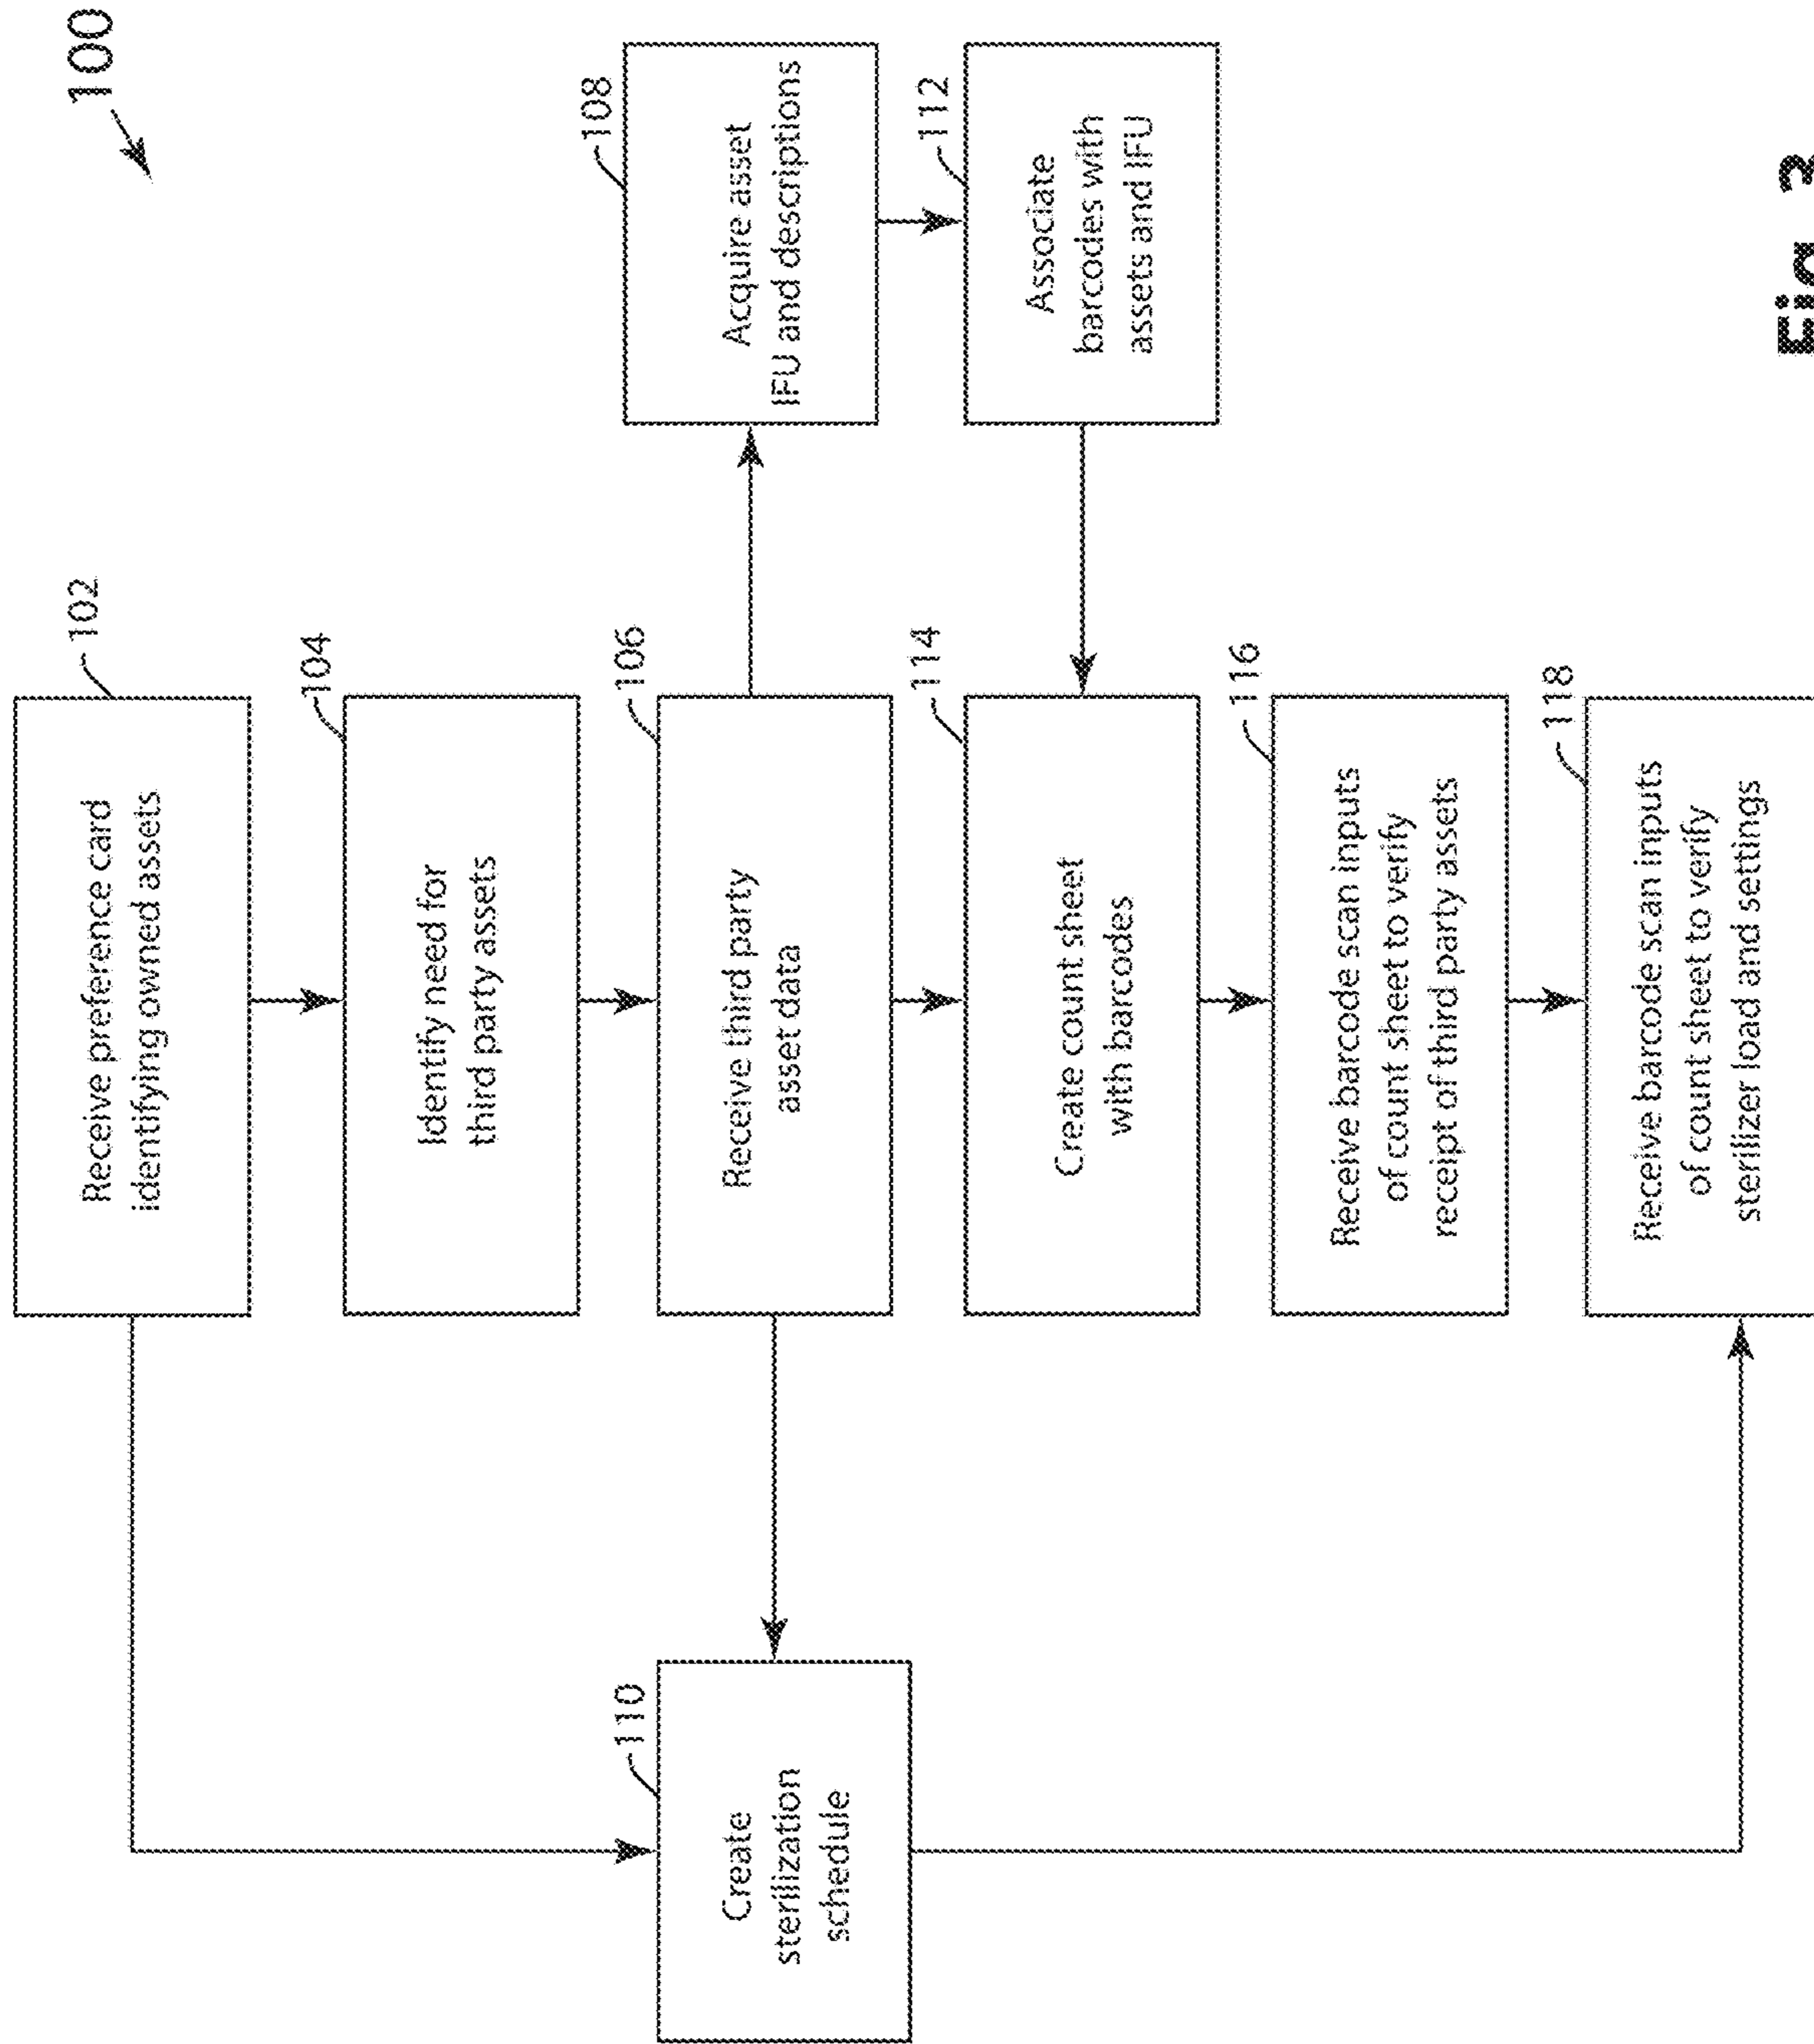 100
102
Receive preference card
identifying owned assets
104
Identify need for
third party assets
106
Receive third party
asset data
108
Acquire asset
IFU and descriptions
110
Create
sterilization
schedule
112
Associate
barcodes with
assets and IFU
114
Create count sheet
with barcodes
116
Receive barcode scan inputs
of count sheet to verify
receipt of third party assets
118
Receive barcode scan inputs
of count sheet to verify
sterilizer load and settings
Fig.